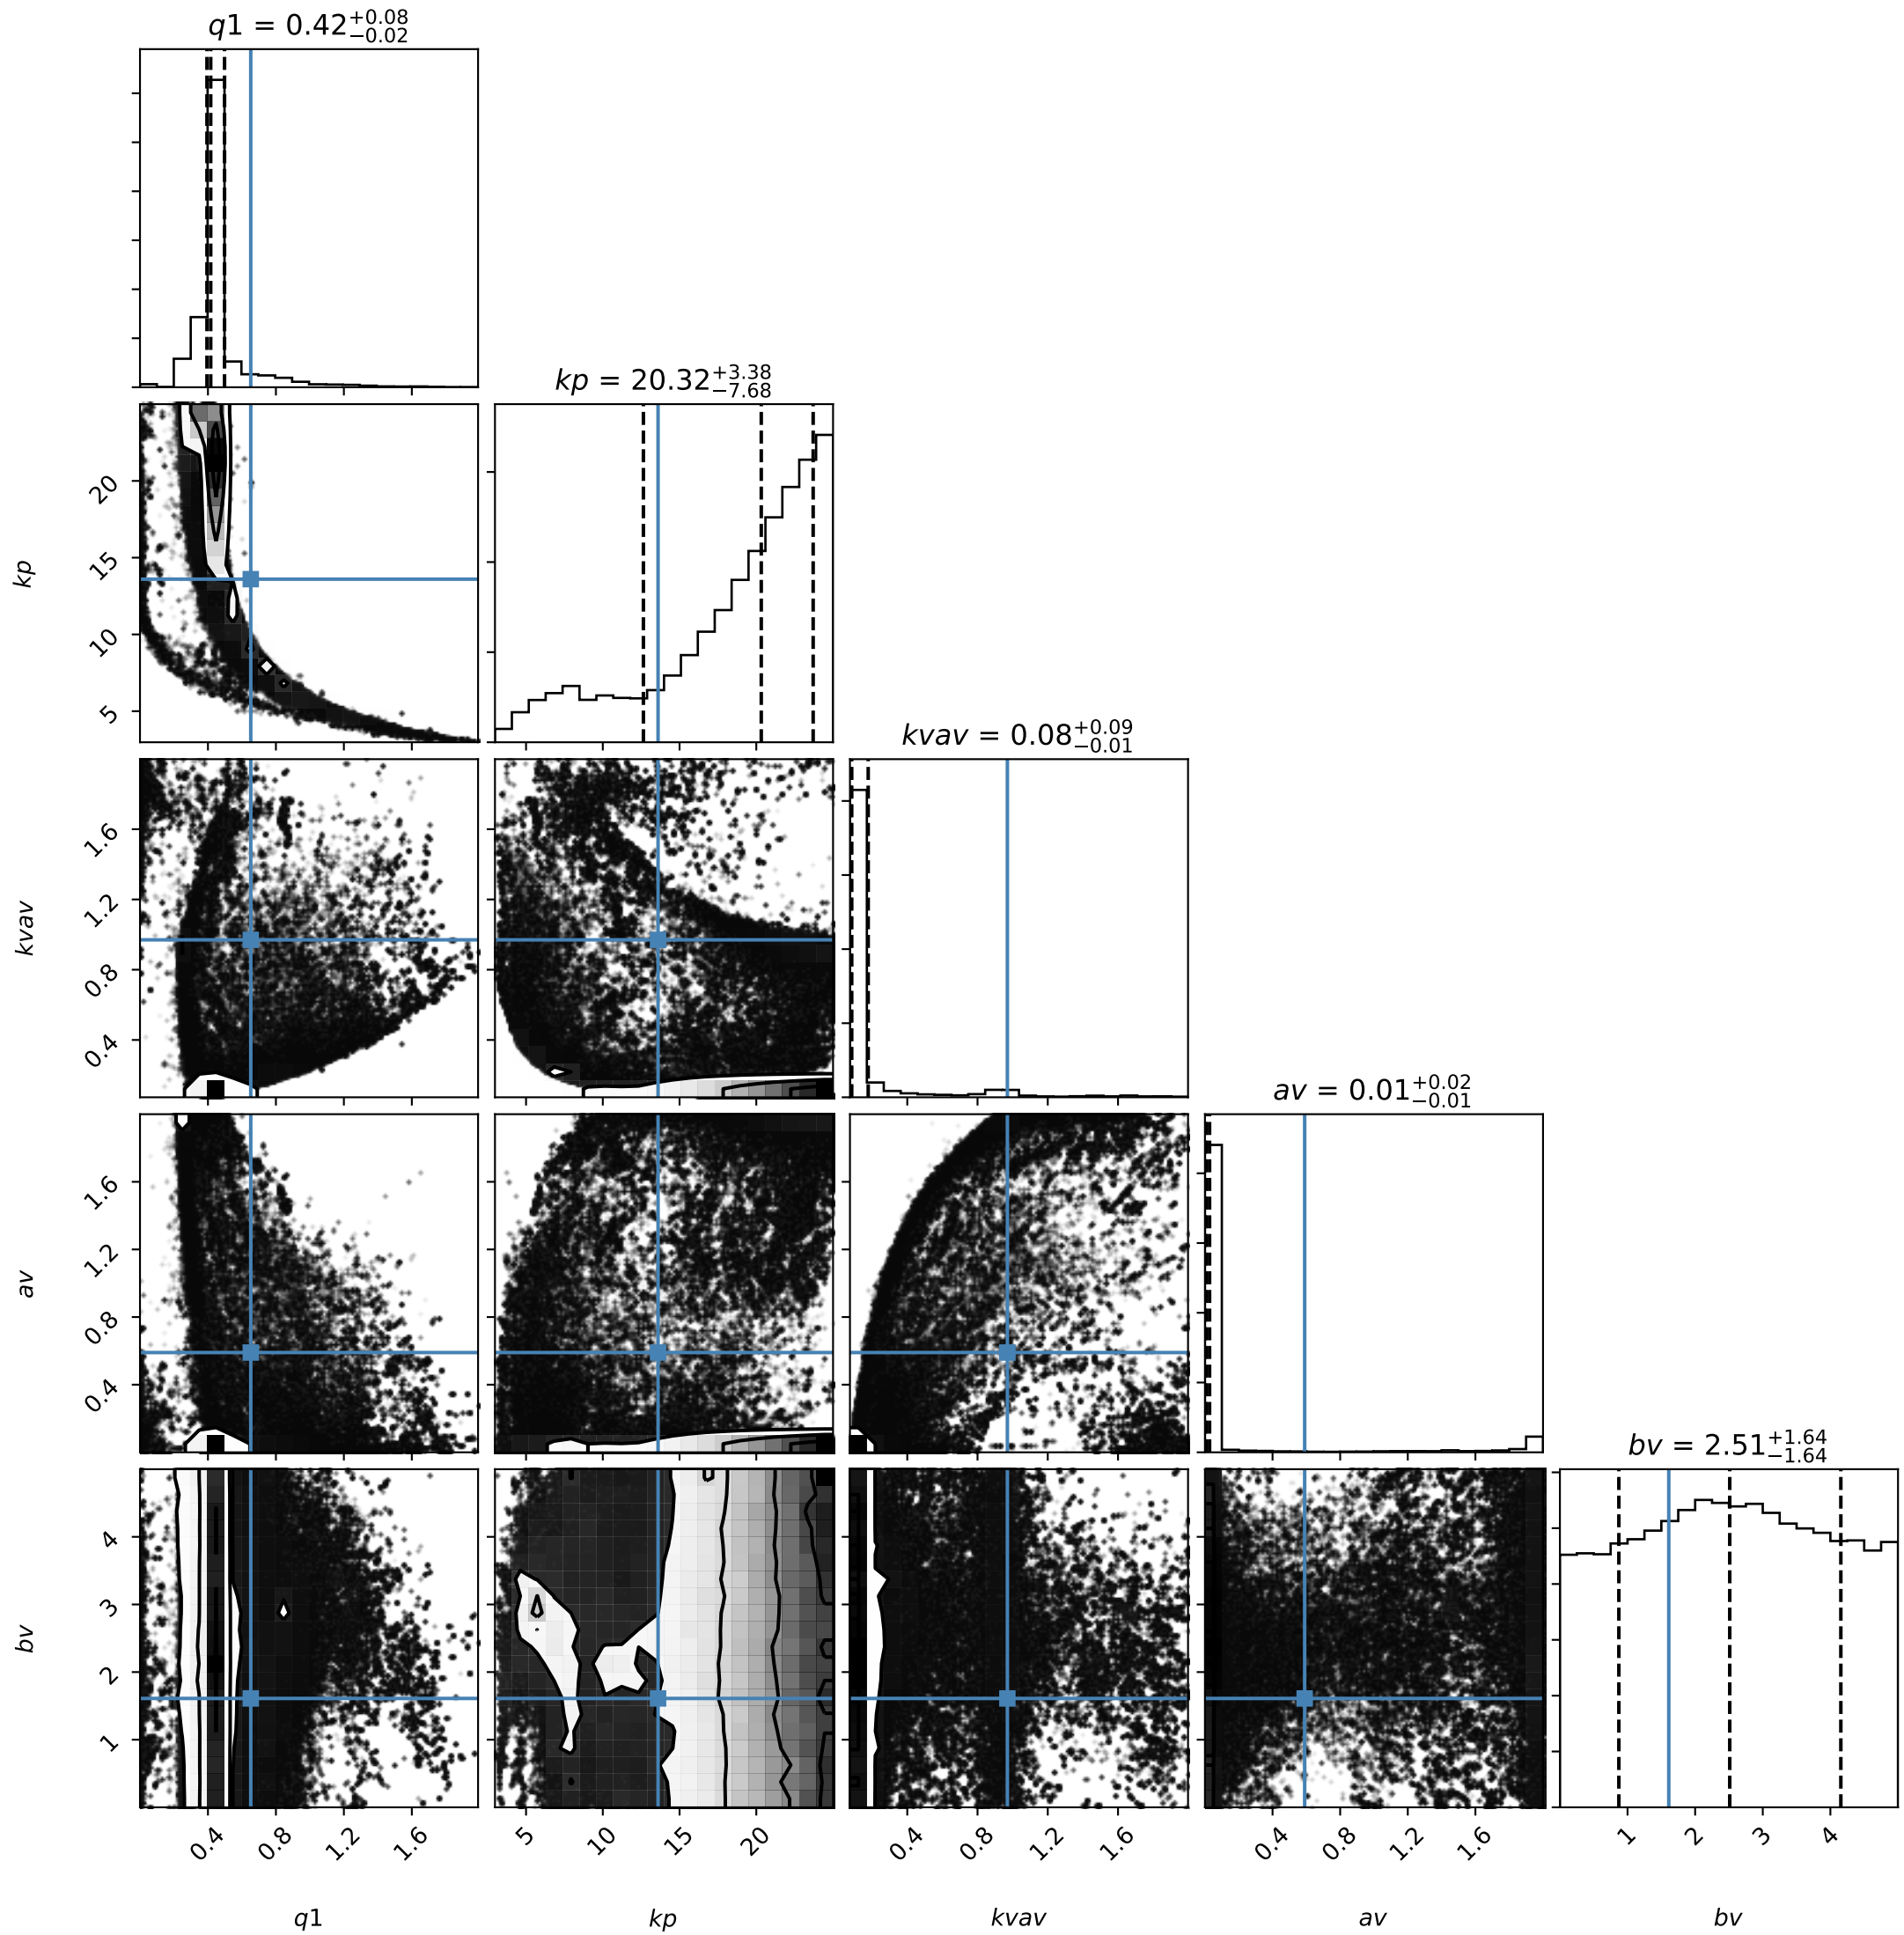 q1 = 0.42 +0.08 −0.02
kp = 20.32 +3.38 −7.68
kp
20
15
10
5
kvav = 0.08 +0.09 −0.01
kvav
1.6
1.2
0.8
0.4
av = 0.01 +0.02 −0.01
av
1.6
1.2
0.8
0.4
bv = 2.51 +1.64 −1.64
bv
4
3
2
1
0.4 0.8 1.2 1.6 5 10 15 20 0.4 0.8 1.2 1.6 0.4 0.8 1.2 1.6 1 2 3 4
q1 kp kvav av bv